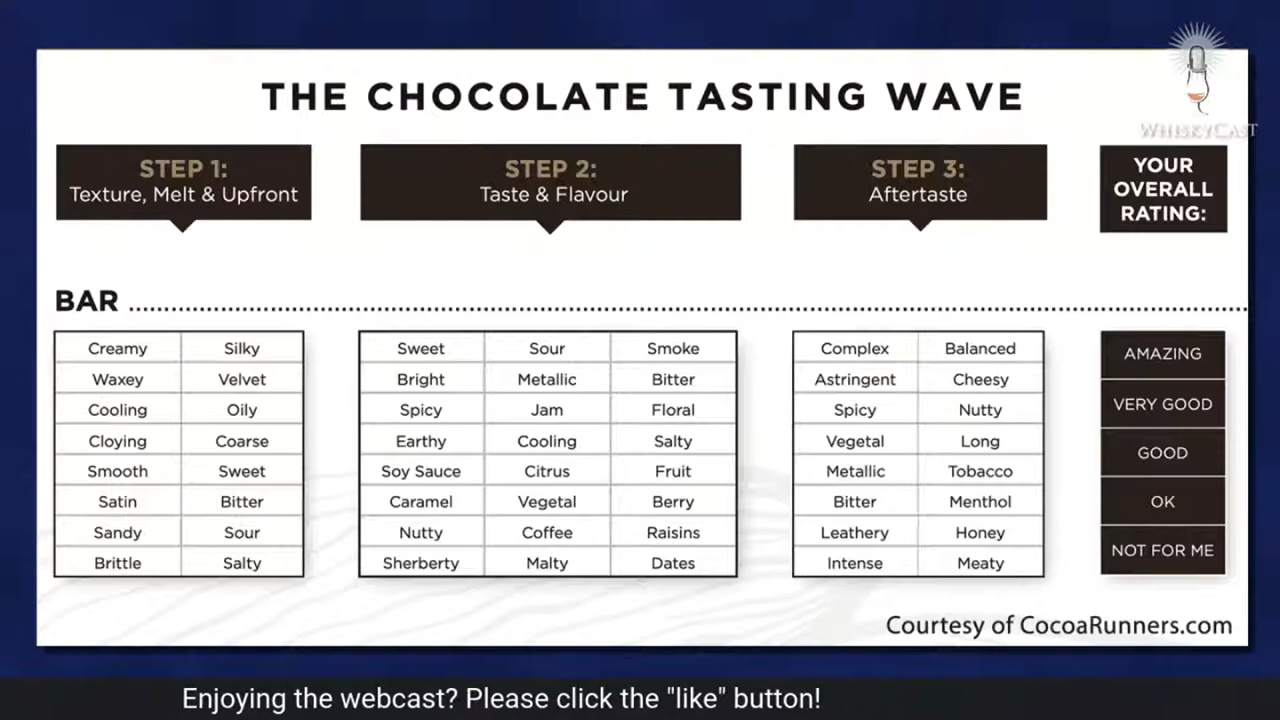 THE CHOCOLATE TASTING WAVE
WHISKYCAST
STEP 1:
Texture, Melt & Upfront
STEP 2:
Taste & Flavour
STEP 3:
Aftertaste
YOUR
OVERALL
RATING:
BAR
Creamy Silky
Waxey Velvet
Cooling Oily
Cloying Coarse
Smooth Sweet
Satin Bitter
Sandy Sour
Brittle Salty
Sweet Sour Smoke
Bright Metallic Bitter
Spicy Jam Floral
Earthy Cooling Salty
Soy Sauce Citrus Fruit
Caramel Vegetal Berry
Nutty Coffee Raisins
Sherberty Malty Dates
Complex Balanced
Astringent Cheesy
Spicy Nutty
Vegetal Long
Metallic Tobacco
Bitter Menthol
Leathery Honey
Intense Meaty
AMAZING
VERY GOOD
GOOD
OK
NOT FOR ME
Courtesy of CocoaRunners.com
Enjoying the webcast? Please click the "like" button!